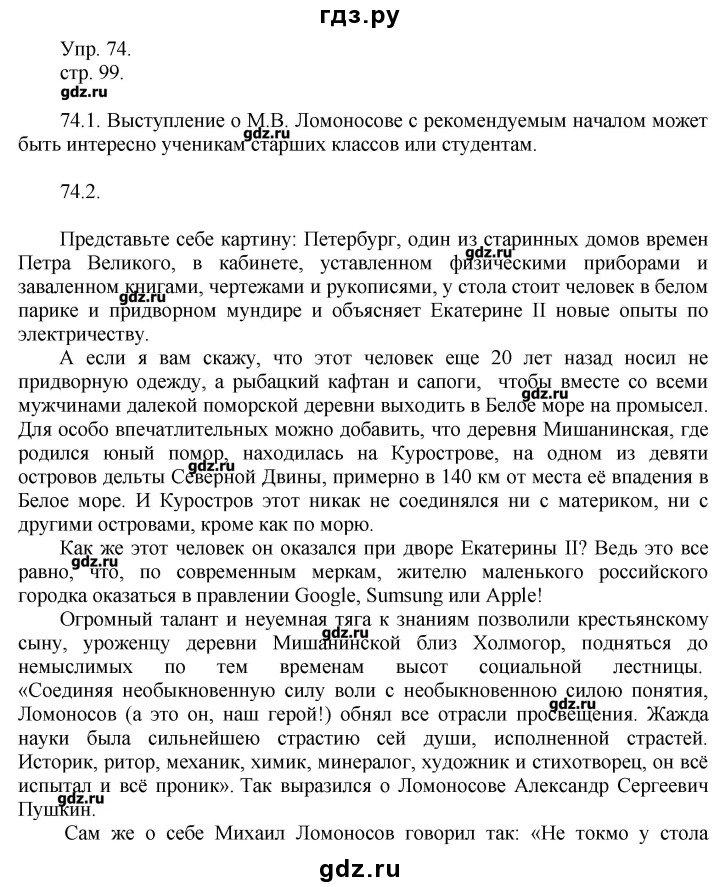 гдз.ру
Упр. 74.
стр. 99.
gdz.ru
74.1. Выступление о М.В. Ломоносове с рекомендуемым началом может
gdz.ru
быть интересно ученикам старших классов или студентам.
74.2.
Представьте себе картину: Петербург, один из старинных домов времен
gdz.ru
Петра Великого, в кабинете, уставленном физическими приборами и
заваленном книгами, чертежами и рукописями, у стола стоит человек в белом
gdz.ru
парике и придворном мундире и объясняет Екатерине II новые опыты по
электричеству.
А если я вам скажу, что этот человек еще 20 лет назад носил не
придворную одежду, а рыбацкий кафтан и сапоги, чтобы вместе со всеми
gdz.ru
мужчинами далекой поморской деревни выходить в Белое море на промысел.
Для особо впечатлительных можно добавить, что деревня Мишанинская, где
родился юный помор, находилась на Курострове, на одном из девяти
gdz.ru
островов дельты Северной Двины, примерно в 140 км от места её впадения в
Белое море. И Куростров этот никак не соединялся ни с материком, ни с
другими островами, кроме как по морю.
Как же этот человек он оказался при дворе Екатерины II? Ведь это все
gdz.ru
равно, что, по современным меркам, жителю маленького российского
городка оказаться в правлении Google, Sumsung или Apple!
Огромный талант и неуемная тяга к знаниям позволили крестьянскому
gdz.ru
сыну, уроженцу деревни Мишанинской близ Холмогор, подняться до
немыслимых по тем временам высот социальной лестницы.
«Соединяя необыкновенную силу воли с необыкновенною силою понятия,
gdz.ru
Ломоносов (а это он, наш герой!) обнял все отрасли просвещения. Жажда
науки была сильнейшею страстию сей души, исполненной страстей.
Историк, ритор, механик, химик, минералог, художник и стихотворец, он всё
испытал и всё проник». Так выразился о Ломоносове Александр Сергеевич
gdz.ru
Пушкин.
Сам же о себе Михаил Ломоносов говорил так: «Не токмо у стола
gdz.ru